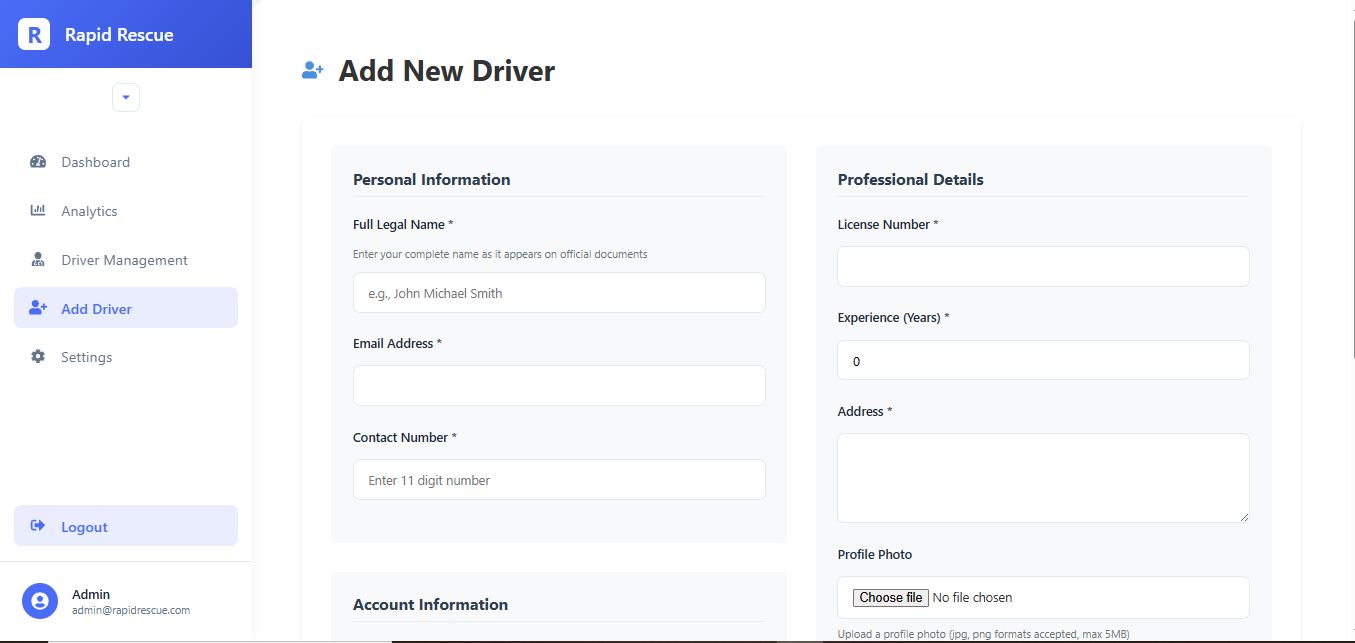 R
Rapid Rescue
Dashboard
Analytics
Driver Management
Add Driver
Settings
Logout
Admin
admin@rapidrescue.com
Add New Driver
Personal Information
Full Legal Name *
Enter your complete name as it appears on official documents
e.g., John Michael Smith
Email Address *
Contact Number *
Enter 11 digit number
Account Information
Professional Details
License Number *
Experience (Years) *
0
Address *
Profile Photo
Choose file No file chosen
Upload a profile photo (jpg, png formats accepted, max 5MB)